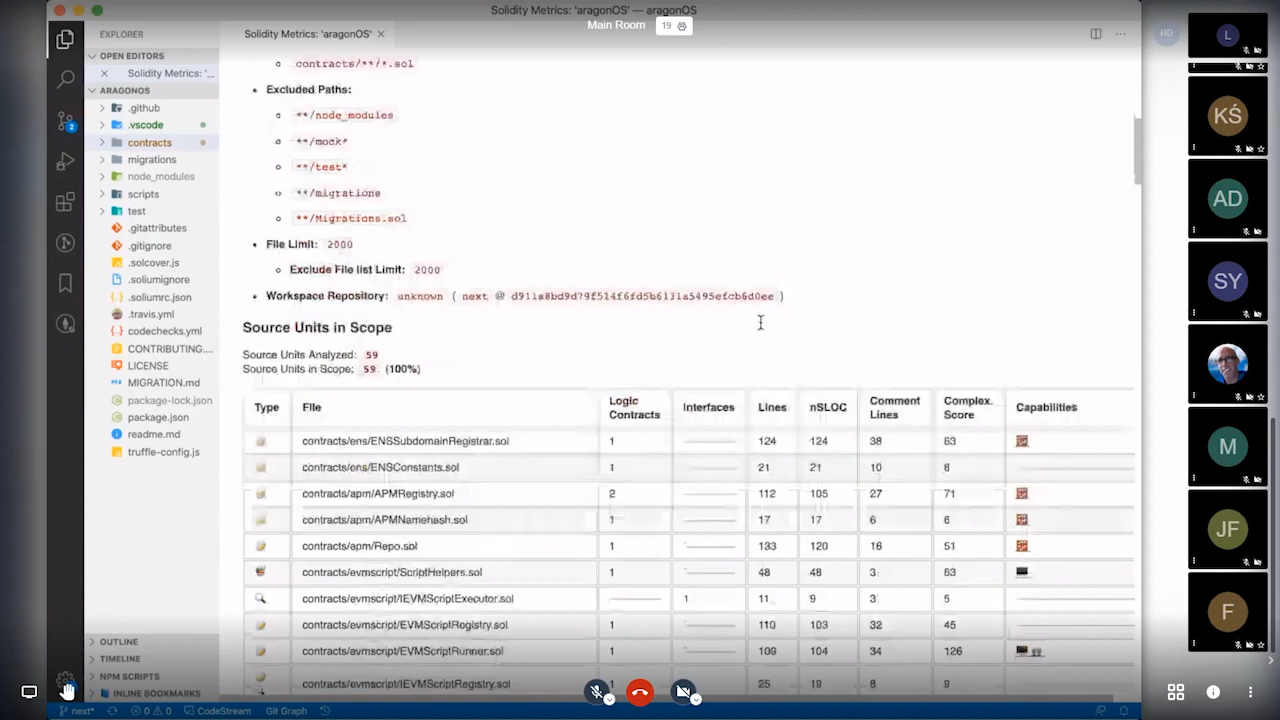 Solidity Metrics: 'aragonOS' — aragonOS
Main Room
19
EXPLORER
OPEN EDITORS
Solidity Metrics: '...
ARAGONOS
.github
.vscode
contracts
migrations
node_modules
scripts
test
.gitattributes
.gitignore
.solcover.js
.soliumignore
.soliumrc.json
.travis.yml
codechecks.yml
CONTRIBUTING....
LICENSE
MIGRATION.md
package-lock.json
package.json
readme.md
truffle-config.js
OUTLINE
TIMELINE
NPM SCRIPTS
INLINE BOOKMARKS
2
Solidity Metrics: 'aragonOS'
contracts/**/*.sol
Excluded Paths:
**/node_modules
**/mock*
**/test*
**/migrations
**/Migrations.sol
File Limit: 2000
Exclude File list Limit: 2000
Workspace Repository: unknown ( next @
Source Units in Scope
Source Units Analyzed: 59
Source Units in Scope: 59 (100%)
Type File Logic Contracts Interfaces Lines nSLOC Comment Lines Complex. Score Capabilities
contracts/ens/ENSSubdomainRegistrar.sol 1 124 124 38 63
contracts/ens/ENSConstants.sol 1 21 21 10 8
contracts/apm/APMRegistry.sol 2 112 105 27 71
contracts/apm/APMNamehash.sol 1 17 17 6 6
contracts/apm/Repo.sol 1 133 120 16 51
contracts/evmscript/ScriptHelpers.sol 1 48 48 3 63
contracts/evmscript/IEVMScriptExecutor.sol 1 11 9 3 5
contracts/evmscript/EVMScriptRegistry.sol 1 110 103 32 45
contracts/evmscript/EVMScriptRunner.sol 1 109 104 34 126
contracts/evmscript/IEVMScriptRegistry.sol 1 25 19 8 9
next*
0 0
CodeStream
Git Graph
HD
L
KŚ
AD
SY
M
JF
F